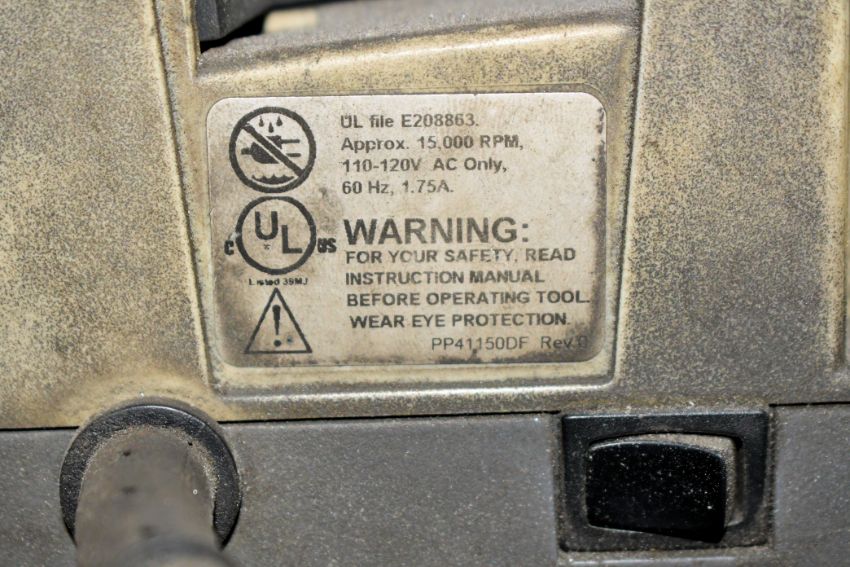 UL file E208863.
Approx. 15,000 RPM,
110-120V AC Only,
60 Hz, 1.75A.
C UL US
Listed 39MJ
WARNING:
FOR YOUR SAFETY, READ
INSTRUCTION MANUAL
BEFORE OPERATING TOOL.
WEAR EYE PROTECTION.
PP41150DF Rev.0